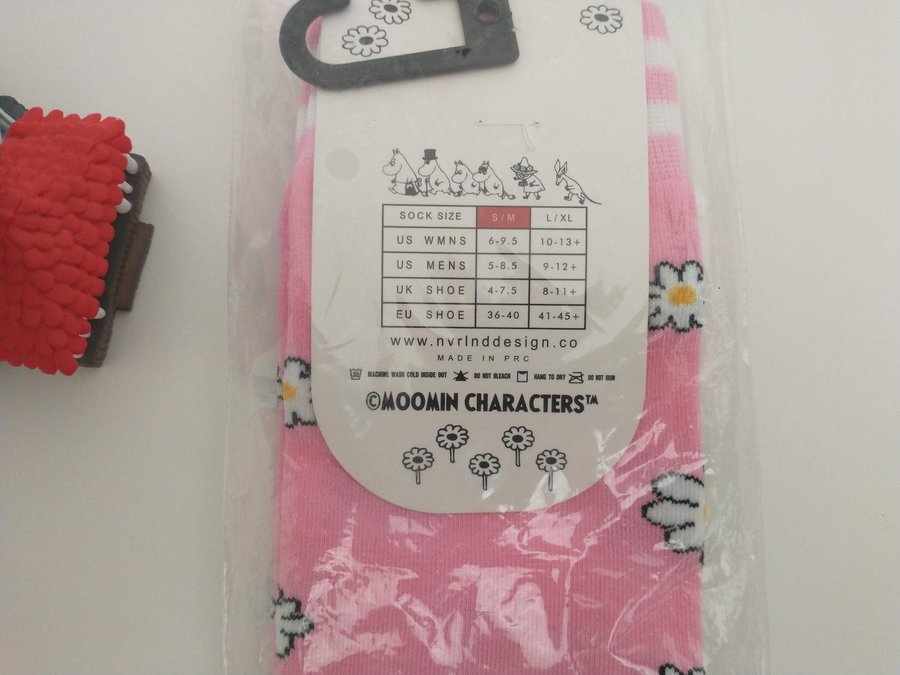 SOCK SIZE S/M L/XL
US WMNS 6-9.5 10-13+
US MENS 5-8.5 9-12+
UK SHOE 4-7.5 8-11+
EU SHOE 36-40 41-45+
www.nvrlnddesign.co
MADE IN PRC
30 MACHINE WASH COLD INSIDE OUT DO NOT BLEACH HANG TO DRY DO NOT IRON
©MOOMIN CHARACTERS™